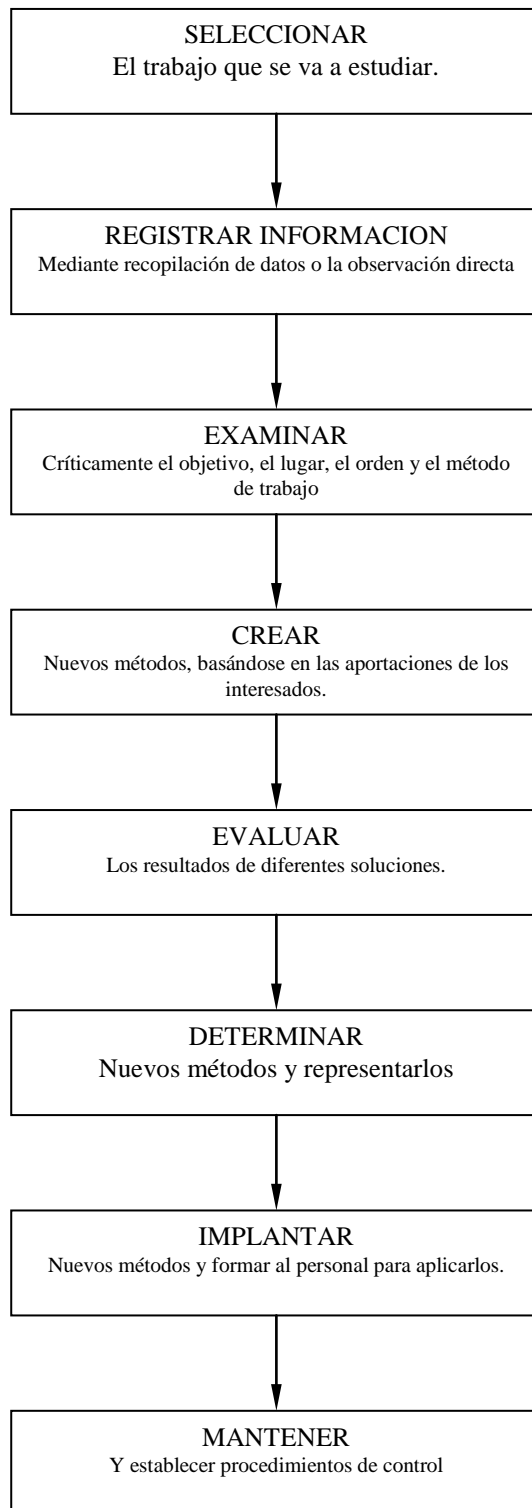 SELECCIONAR
El trabajo que se va a estudiar.
REGISTRAR INFORMACION
Mediante recopilación de datos o la observación directa
EXAMINAR
Críticamente el objetivo, el lugar, el orden y el método
de trabajo
CREAR
Nuevos métodos, basándose en las aportaciones de los
interesados.
EVALUAR
Los resultados de diferentes soluciones.
DETERMINAR
Nuevos métodos y representarlos
IMPLANTAR
Nuevos métodos y formar al personal para aplicarlos.
MANTENER
Y establecer procedimientos de control